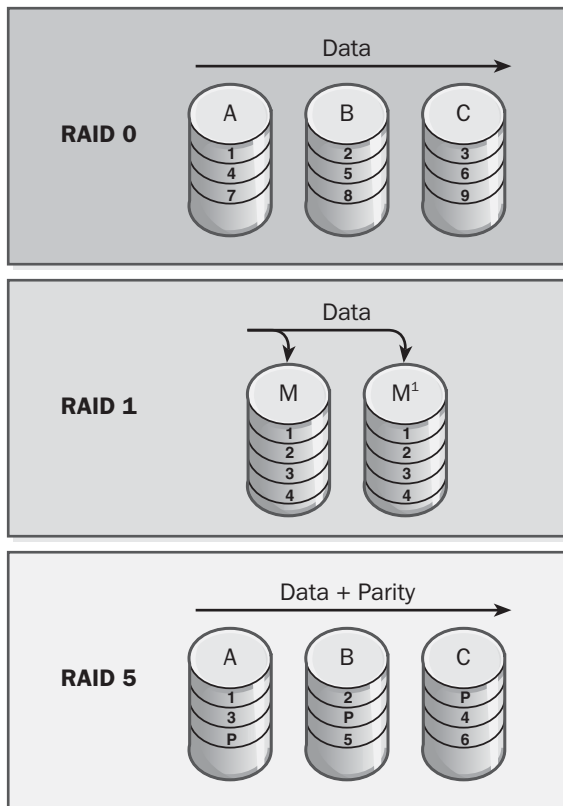 Data
RAID 0
A B C
1 2 3
4 5 6
7 8 9
Data
RAID 1
M M¹
1 1
2 2
3 3
4 4
Data + Parity
RAID 5
A B C
1 2 P
3 P 4
P 5 6